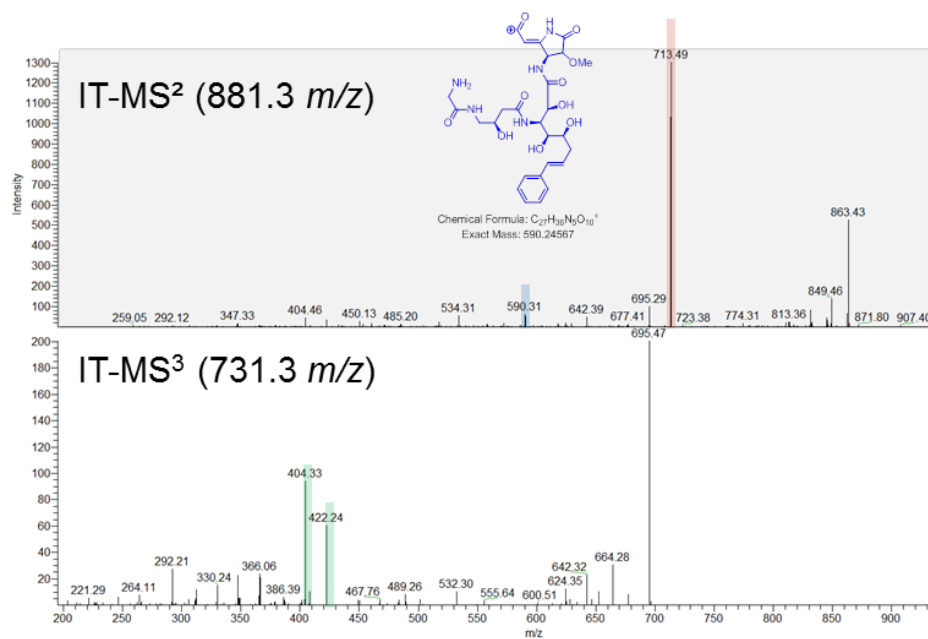 IT-MS² (881.3 m/z)
O
NH
O
OMe
HN
NH₂
O
H
N
O
O
OH
HN
OH
OH
HO
Chemical Formula: C₂₇H₃₆N₅O₁₀⁺
Exact Mass: 590.24567
Intensity
1300
1200
1100
1000
900
800
700
600
500
400
300
200
100
259.05
292.12
347.33
404.46
450.13
485.20
534.31
590.31
642.39
677.41
695.29
713.49
723.38
774.31
813.36
849.46
863.43
871.80
907.40
IT-MS³ (731.3 m/z)
200
180
160
140
120
100
80
60
40
20
221.29
264.11
292.21
330.24
366.06
386.39
404.33
422.24
467.76
489.26
532.30
555.64
600.51
624.35
642.32
664.28
695.47
200 250 300 350 400 450 500 550 600 650 700 750 800 850 900
m/z